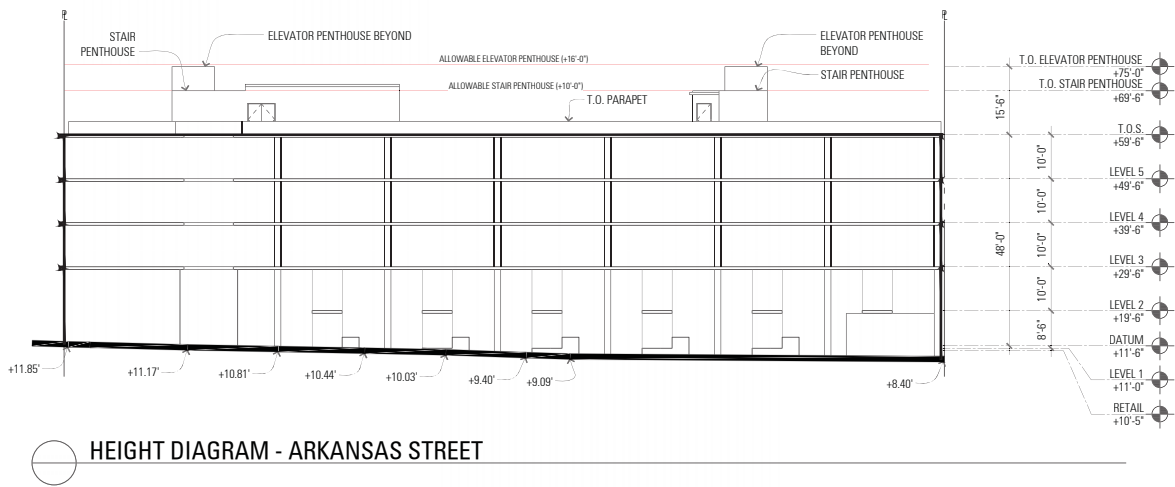 PL
PL
STAIR
PENTHOUSE
ELEVATOR PENTHOUSE BEYOND
ALLOWABLE ELEVATOR PENTHOUSE (+16'-0")
ALLOWABLE STAIR PENTHOUSE (+10'-0")
T.O. PARAPET
ELEVATOR PENTHOUSE
BEYOND
STAIR PENTHOUSE
T.O. ELEVATOR PENTHOUSE
+75'-0"
T.O. STAIR PENTHOUSE
+69'-6"
T.O.S.
+59'-6"
LEVEL 5
+49'-6"
LEVEL 4
+39'-6"
LEVEL 3
+29'-6"
LEVEL 2
+19'-6"
DATUM
+11'-6"
LEVEL 1
+11'-0"
RETAIL
+10'-5"
15'-6"
48'-0"
10'-0"
10'-0"
10'-0"
10'-0"
8'-6"
+11.85'
+11.17'
+10.81'
+10.44'
+10.03'
+9.40'
+9.09'
+8.40'
HEIGHT DIAGRAM - ARKANSAS STREET